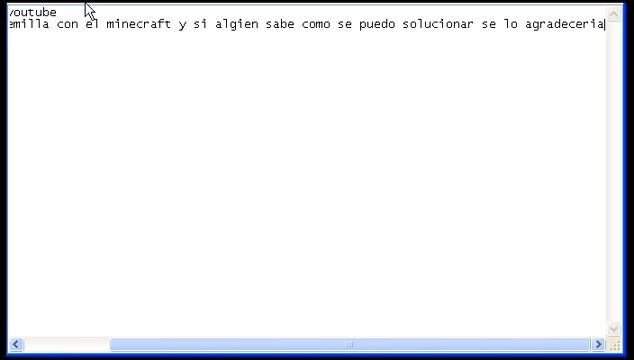 youtube
emilla con el minecraft y si algien sabe como se puedo solucionar se lo agradeceria